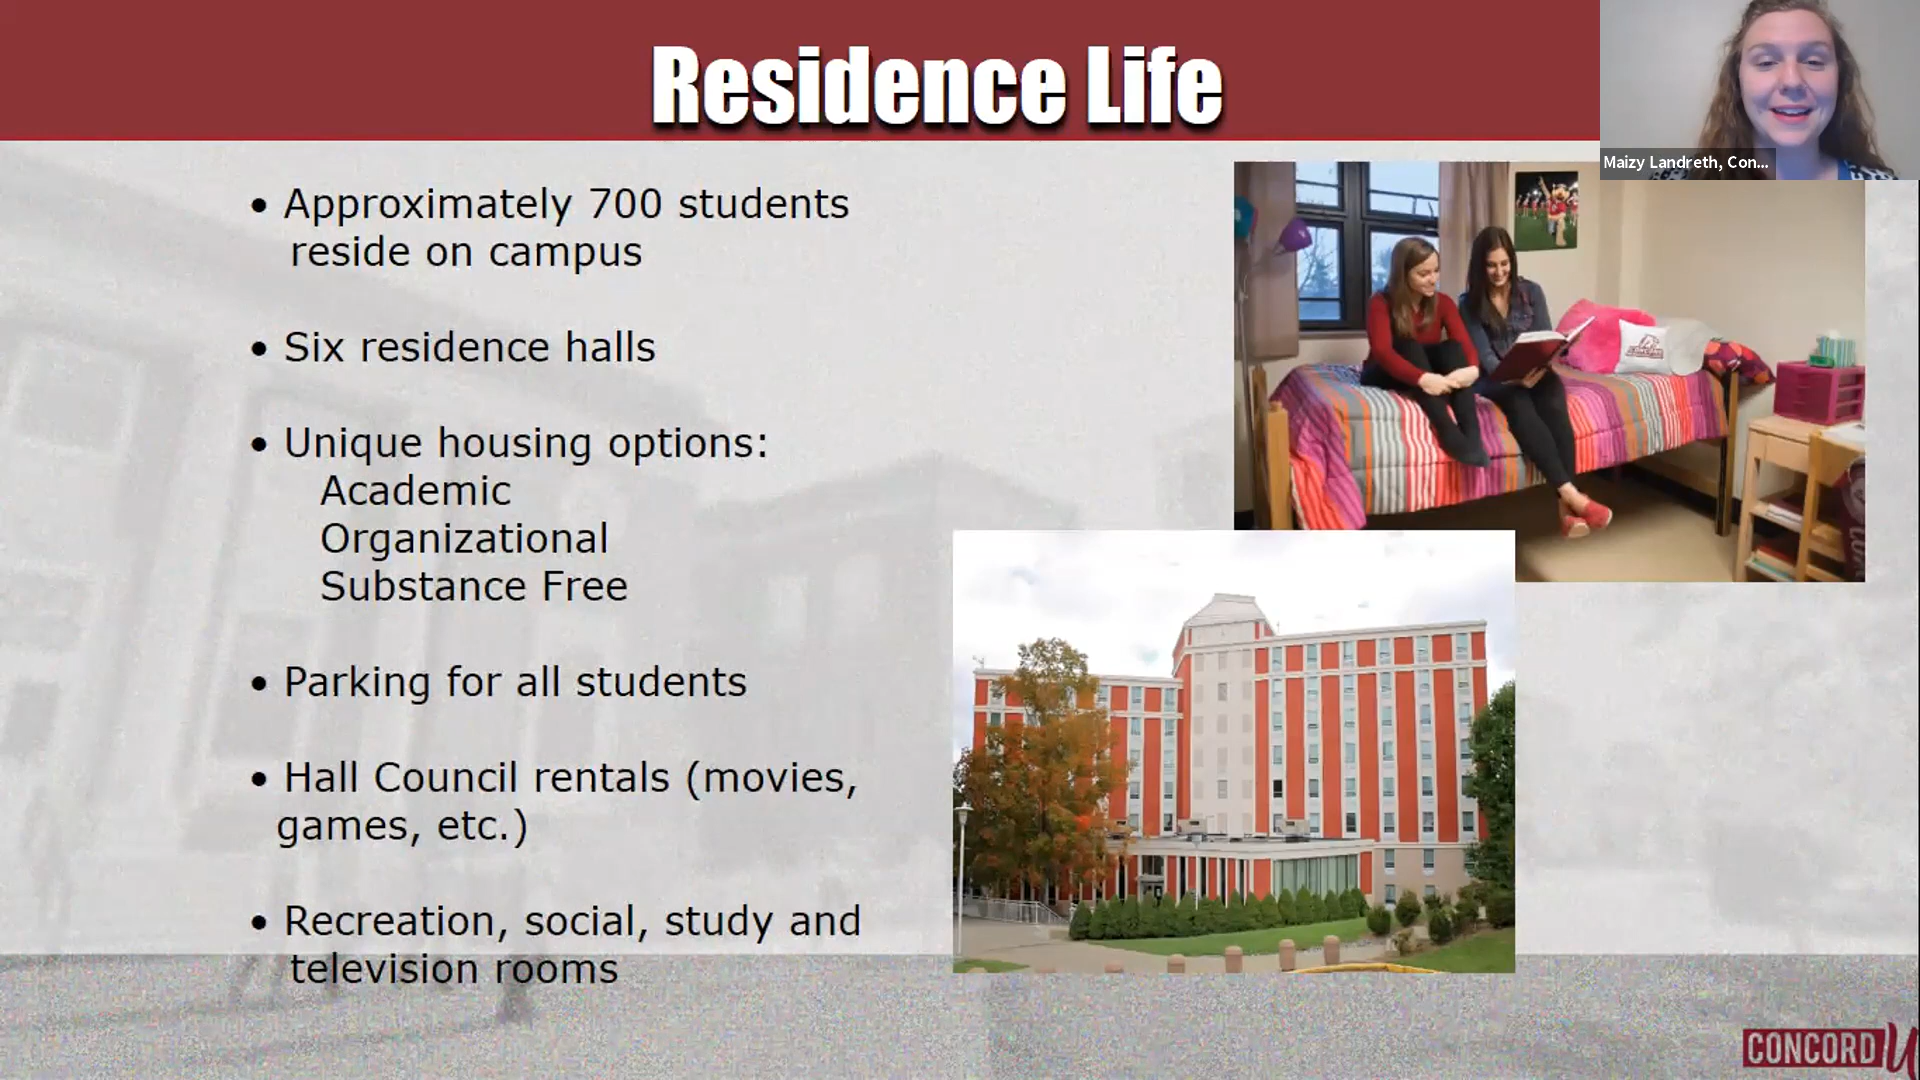 Residence Life
Maizy Landreth, Con...
• Approximately 700 students
reside on campus
• Six residence halls
• Unique housing options:
Academic
Organizational
Substance Free
• Parking for all students
• Hall Council rentals (movies,
games, etc.)
• Recreation, social, study and
television rooms
CONCORD U